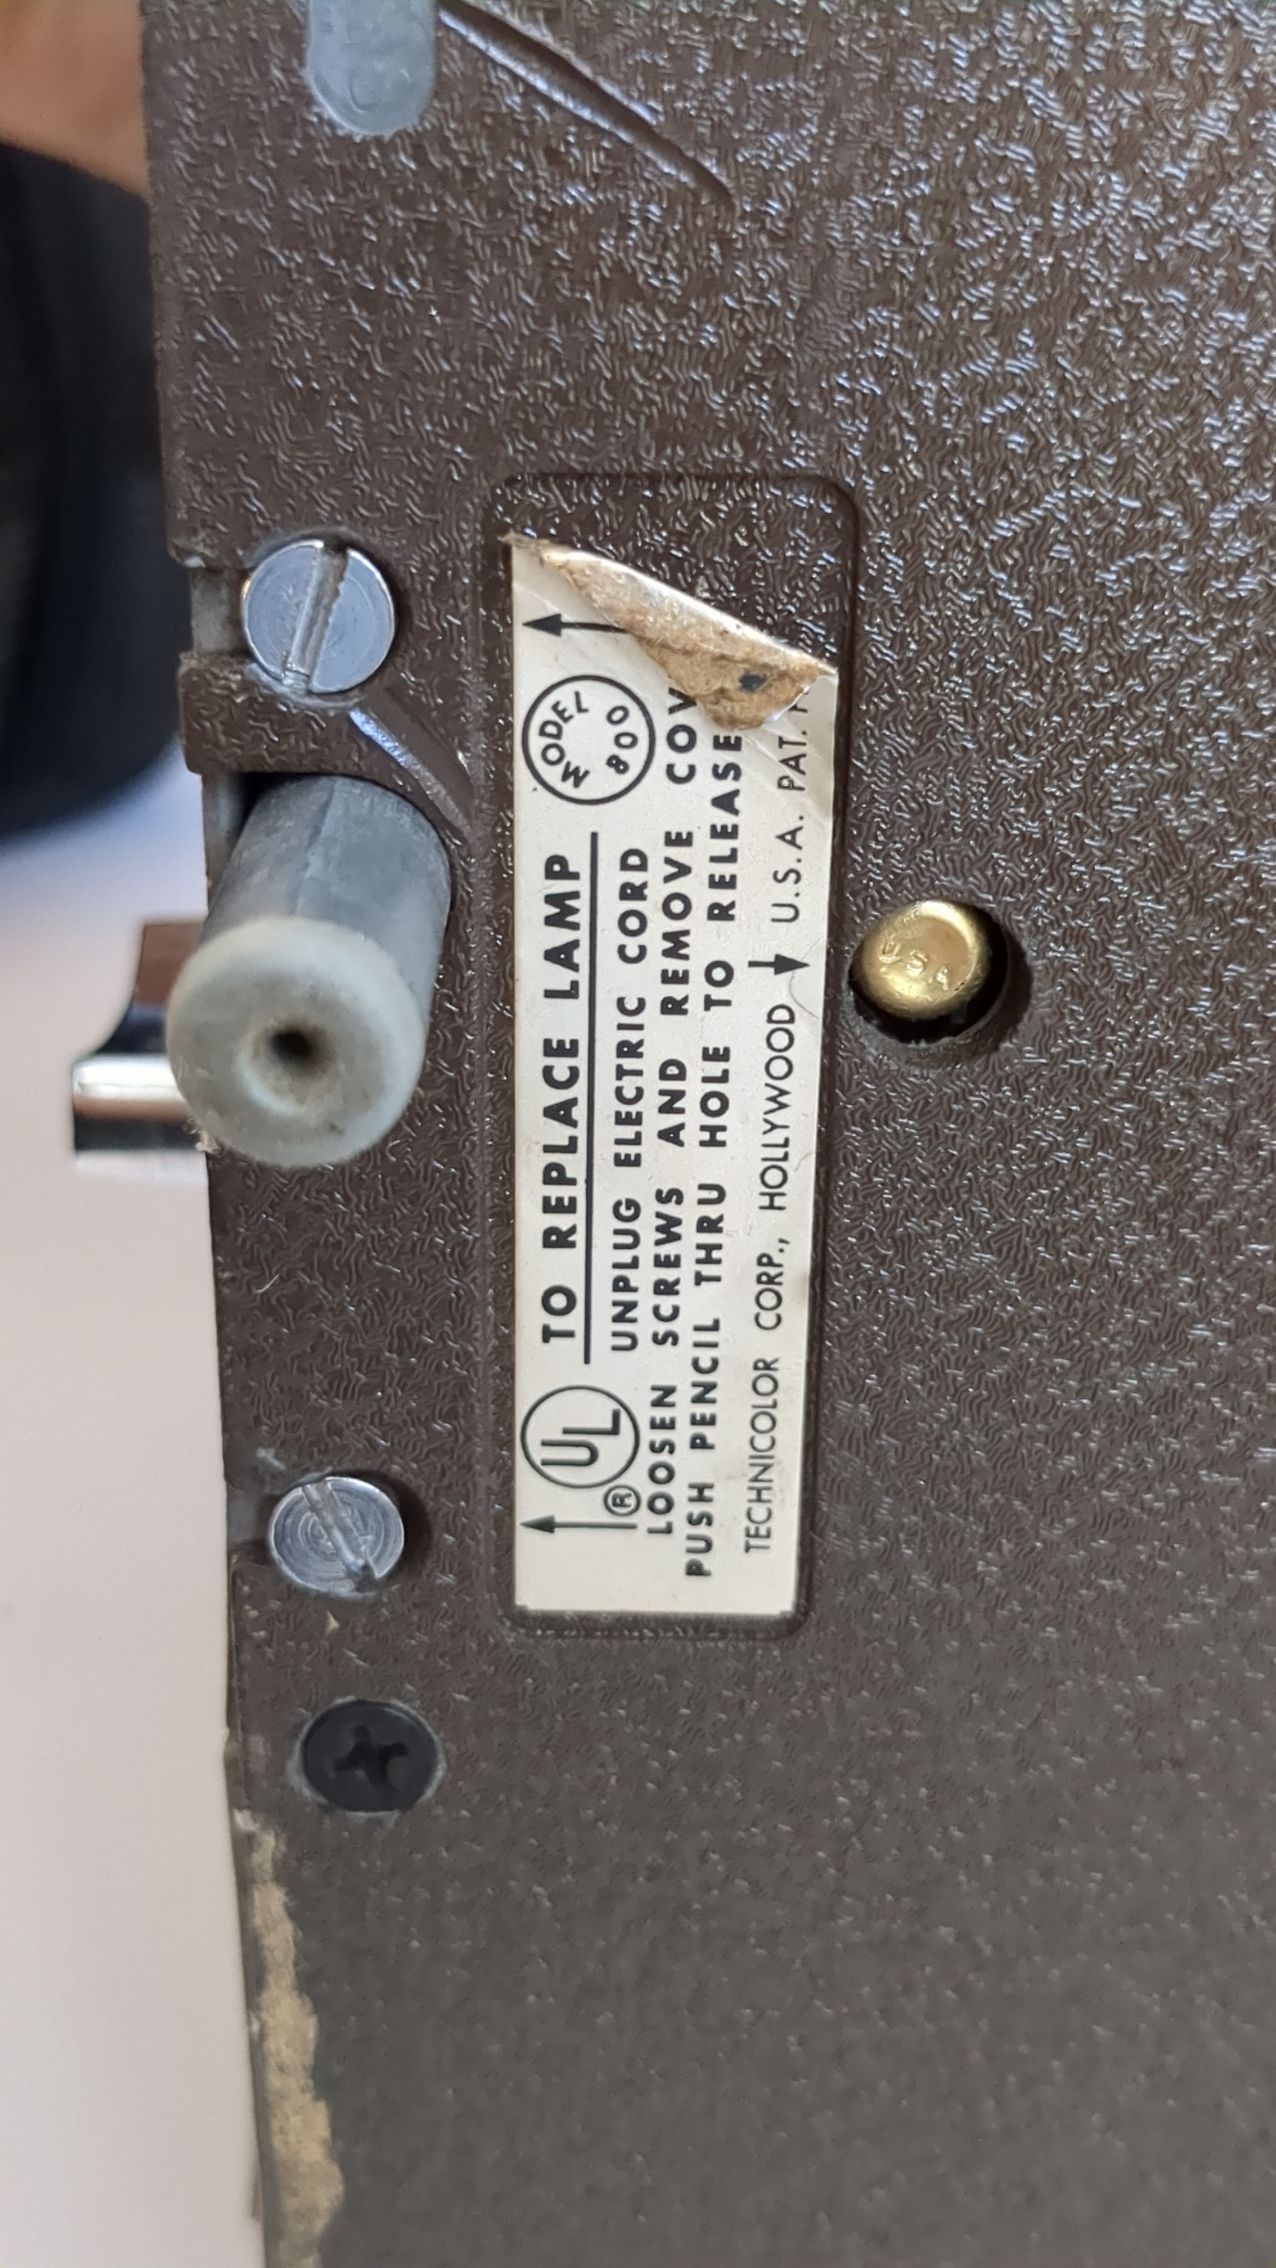 MODEL 800
TO REPLACE LAMP
UL
®
UNPLUG ELECTRIC CORD
LOOSEN SCREWS AND REMOVE
PUSH PENCIL THRU HOLE TO RELEASE
TECHNICOLOR CORP., HOLLYWOOD U.S.A. PAT.
USA